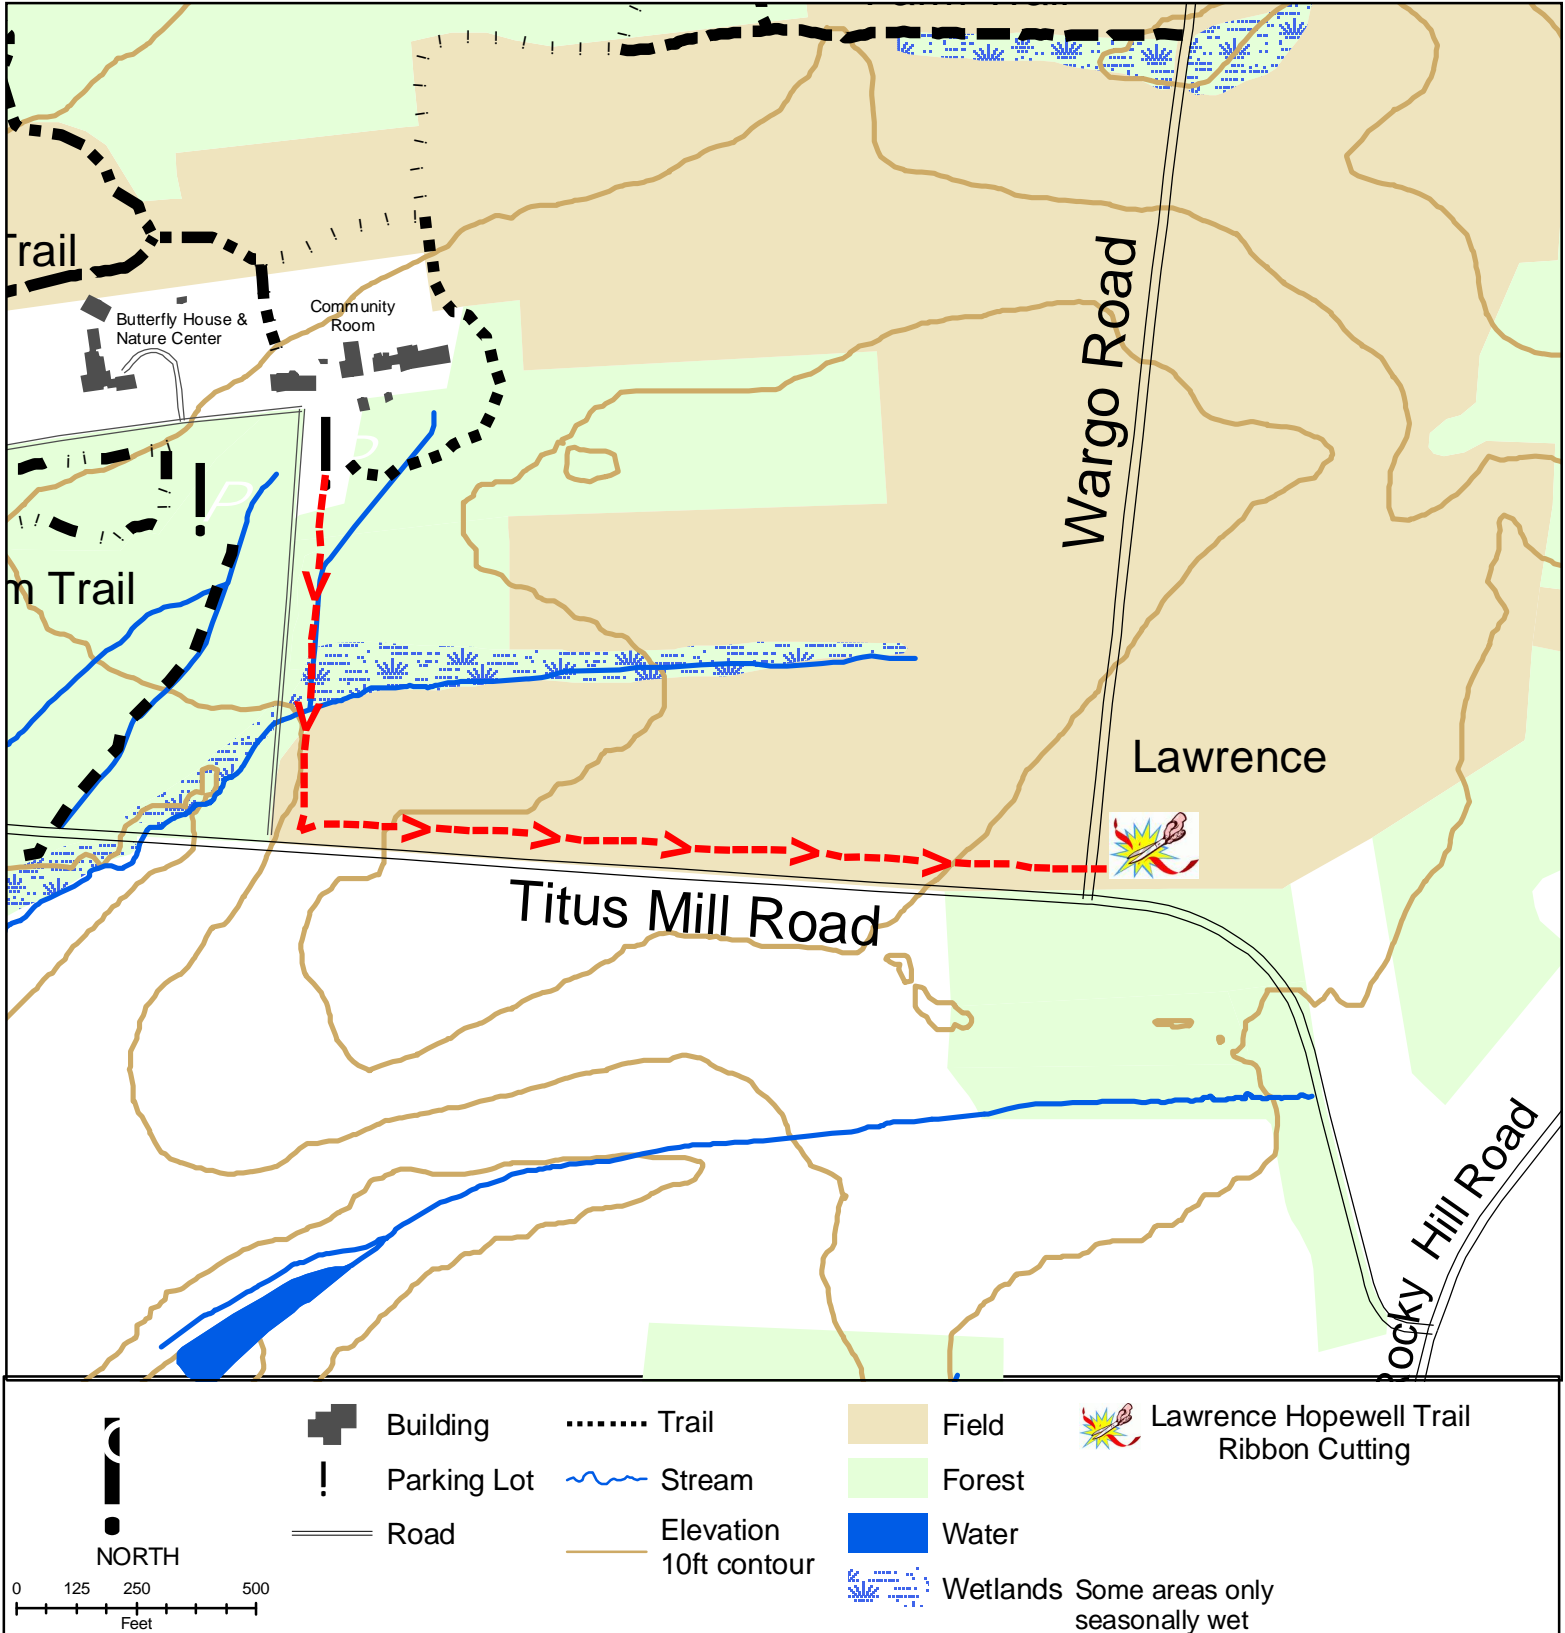 Trail
Butterfly House &
Nature Center
Community
Room
P
P
Trail
Wargo Road
Lawrence
Titus Mill Road
Rocky Hill Road
NORTH
0 125 250 500
Feet
Building
Parking Lot
Road
Trail
Stream
Elevation
10ft contour
Field
Forest
Water
Wetlands
Some areas only
seasonally wet
Lawrence Hopewell Trail
Ribbon Cutting